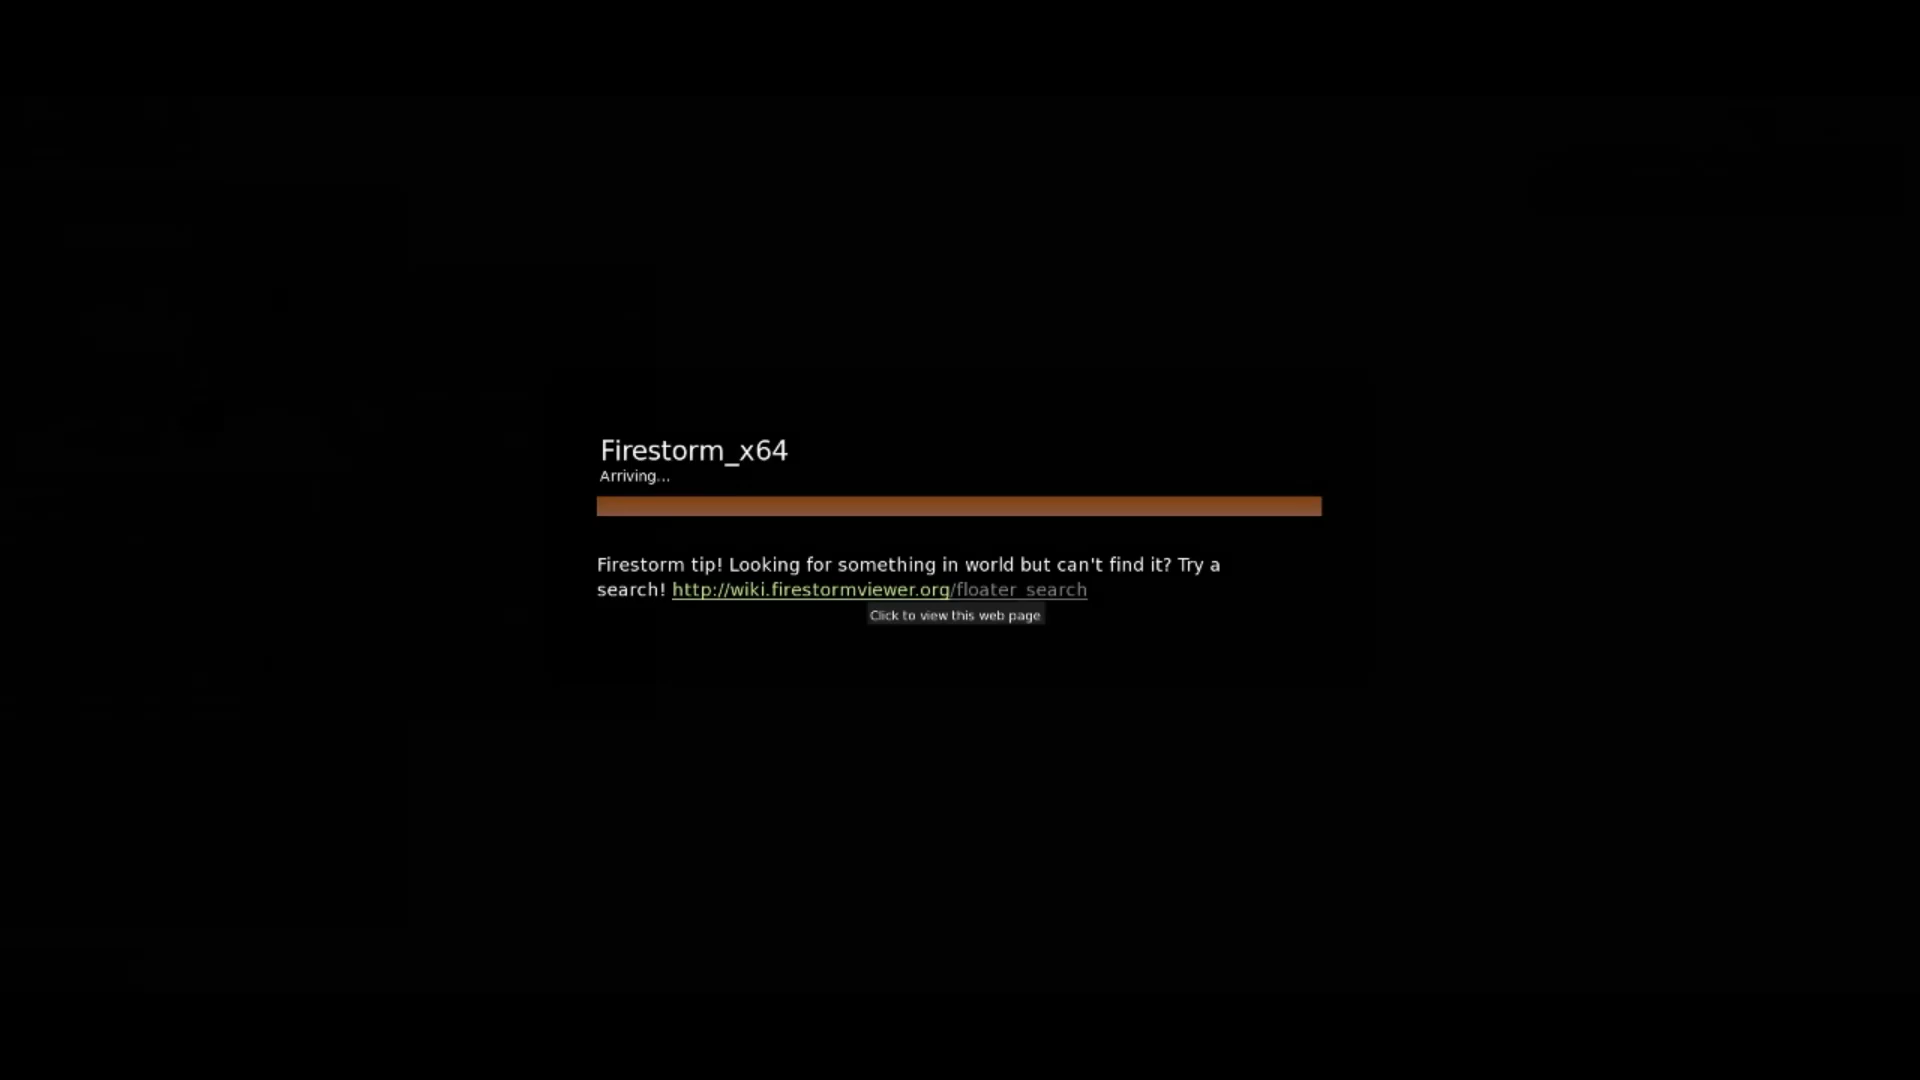 Firestorm_x64
Arriving...
Firestorm tip! Looking for something in world but can't find it? Try a
search! http://wiki.firestormviewer.org/floater_search
Click to view this web page